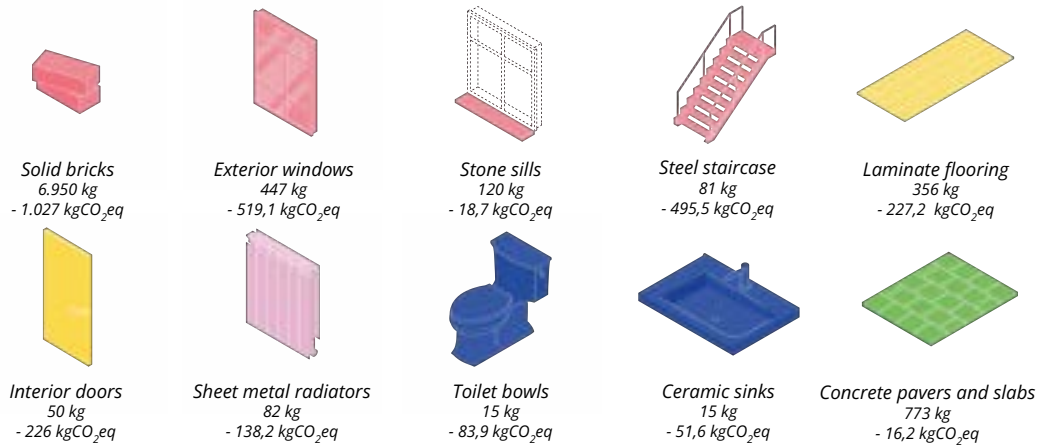 Solid bricks
6.950 kg
- 1.027 kgCO₂eq
Exterior windows
447 kg
- 519,1 kgCO₂eq
Stone sills
120 kg
- 18,7 kgCO₂eq
Steel staircase
81 kg
- 495,5 kgCO₂eq
Laminate flooring
356 kg
- 227,2 kgCO₂eq
Interior doors
50 kg
- 226 kgCO₂eq
Sheet metal radiators
82 kg
- 138,2 kgCO₂eq
Toilet bowls
15 kg
- 83,9 kgCO₂eq
Ceramic sinks
15 kg
- 51,6 kgCO₂eq
Concrete pavers and slabs
773 kg
- 16,2 kgCO₂eq